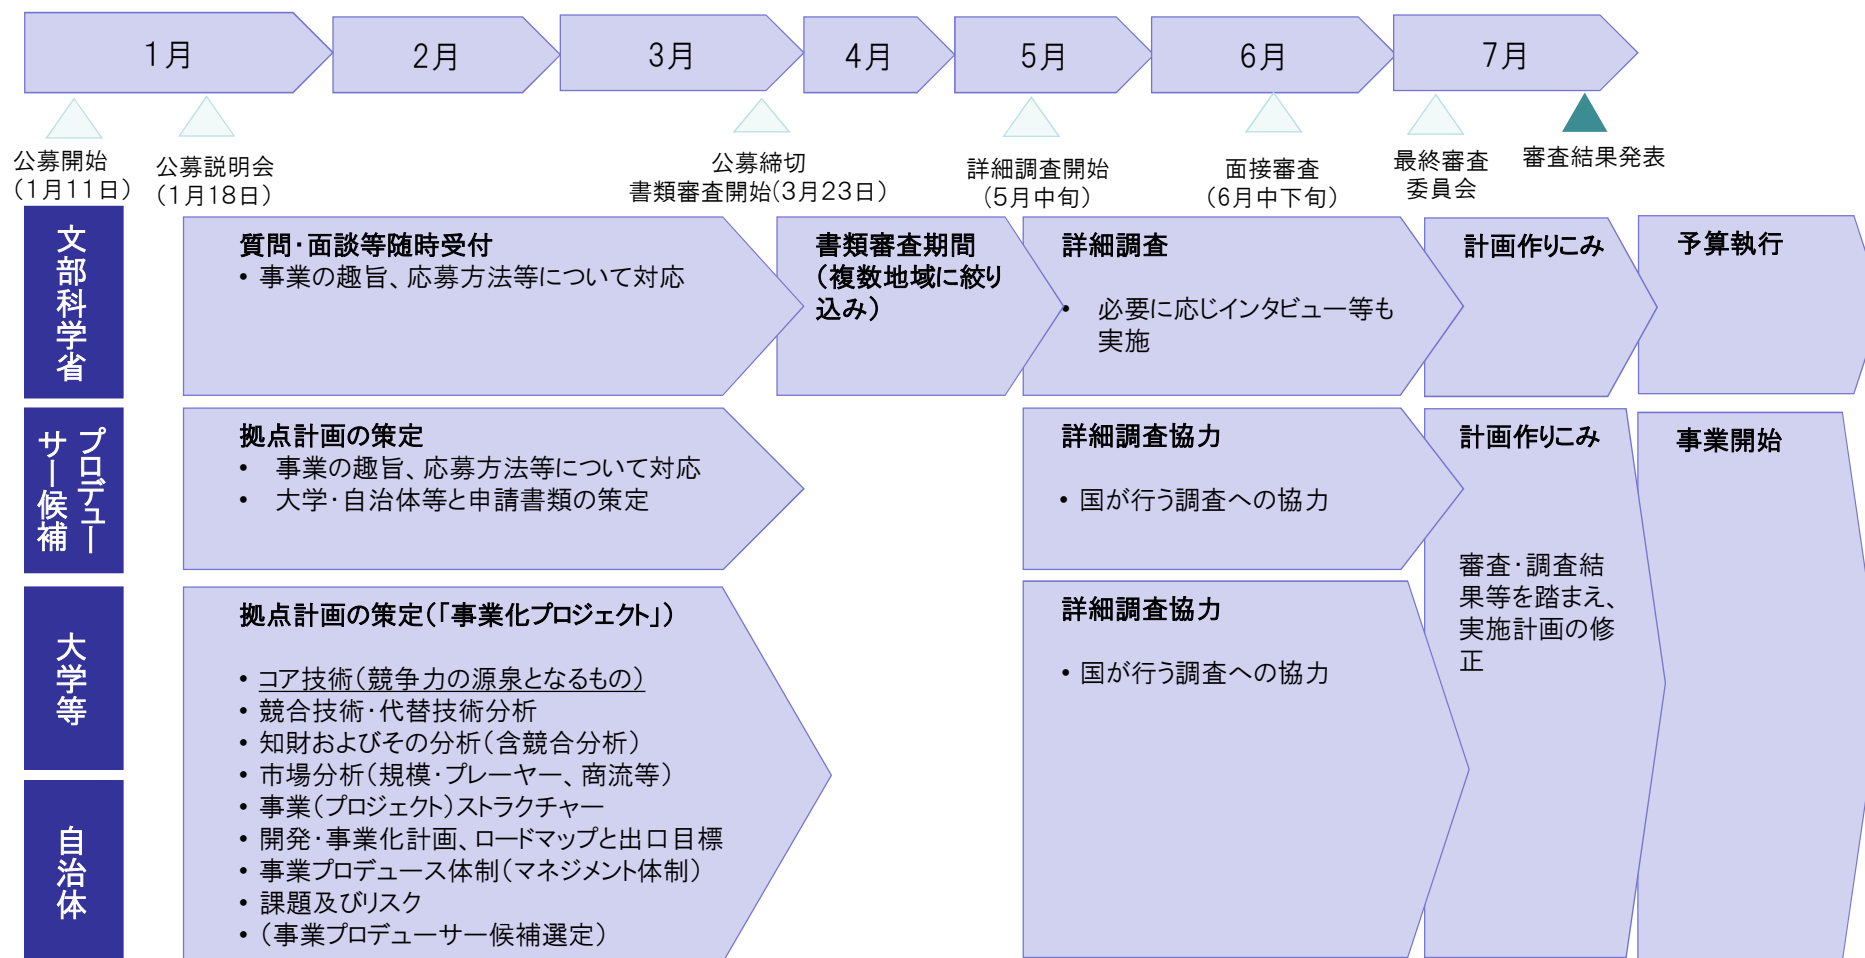 1月
2月
3月
4月
5月
6月
7月
公募開始
(1月11日)
公募説明会
(1月18日)
公募締切
書類審査開始(3月23日)
詳細調査開始
(5月中旬)
面接審査
(6月中下旬)
最終審査
委員会
審査結果発表
文部科学省
質問・面談等随時受付
• 事業の趣旨、応募方法等について対応
書類審査期間
(複数地域に絞り
込み)
詳細調査
• 必要に応じインタビュー等も
実施
計画作りこみ
予算執行
プロデュー
サー候補
拠点計画の策定
• 事業の趣旨、応募方法等について対応
• 大学・自治体等と申請書類の策定
詳細調査協力
• 国が行う調査への協力
計画作りこみ
審査・調査結
果等を踏まえ、
実施計画の修
正
事業開始
大学等
自治体
拠点計画の策定(「事業化プロジェクト」)
• コア技術(競争力の源泉となるもの)
• 競合技術・代替技術分析
• 知財およびその分析(含競合分析)
• 市場分析(規模・プレーヤー、商流等)
• 事業(プロジェクト)ストラクチャー
• 開発・事業化計画、ロードマップと出口目標
• 事業プロデュース体制(マネジメント体制)
• 課題及びリスク
• (事業プロデューサー候補選定)
詳細調査協力
• 国が行う調査への協力